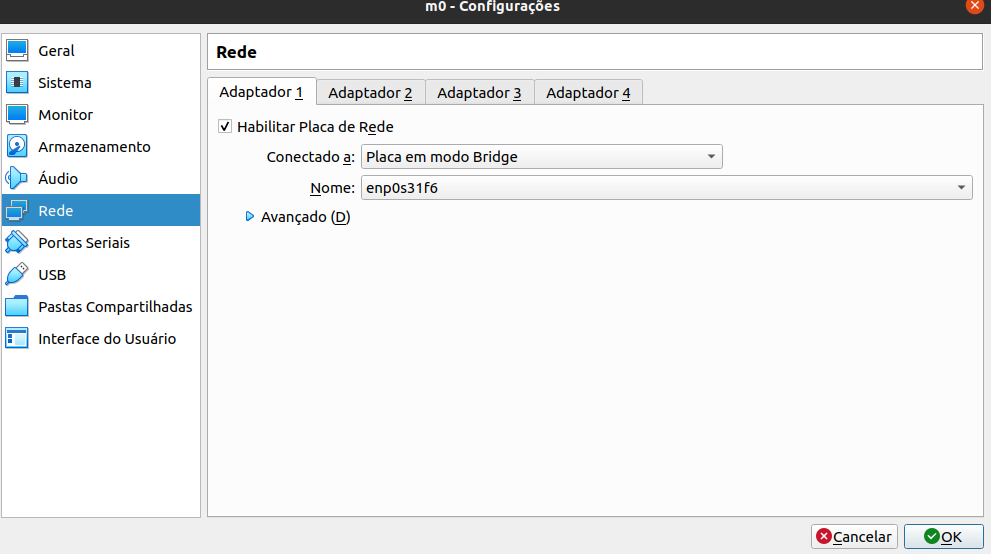 m0 - Configurações
Geral
Sistema
Monitor
Armazenamento
Áudio
Rede
Portas Seriais
USB
Pastas Compartilhadas
Interface do Usuário
Rede
Adaptador 1 Adaptador 2 Adaptador 3 Adaptador 4
Habilitar Placa de Rede
Conectado a: Placa em modo Bridge
Nome: enp0s31f6
Avançado (D)
Cancelar OK